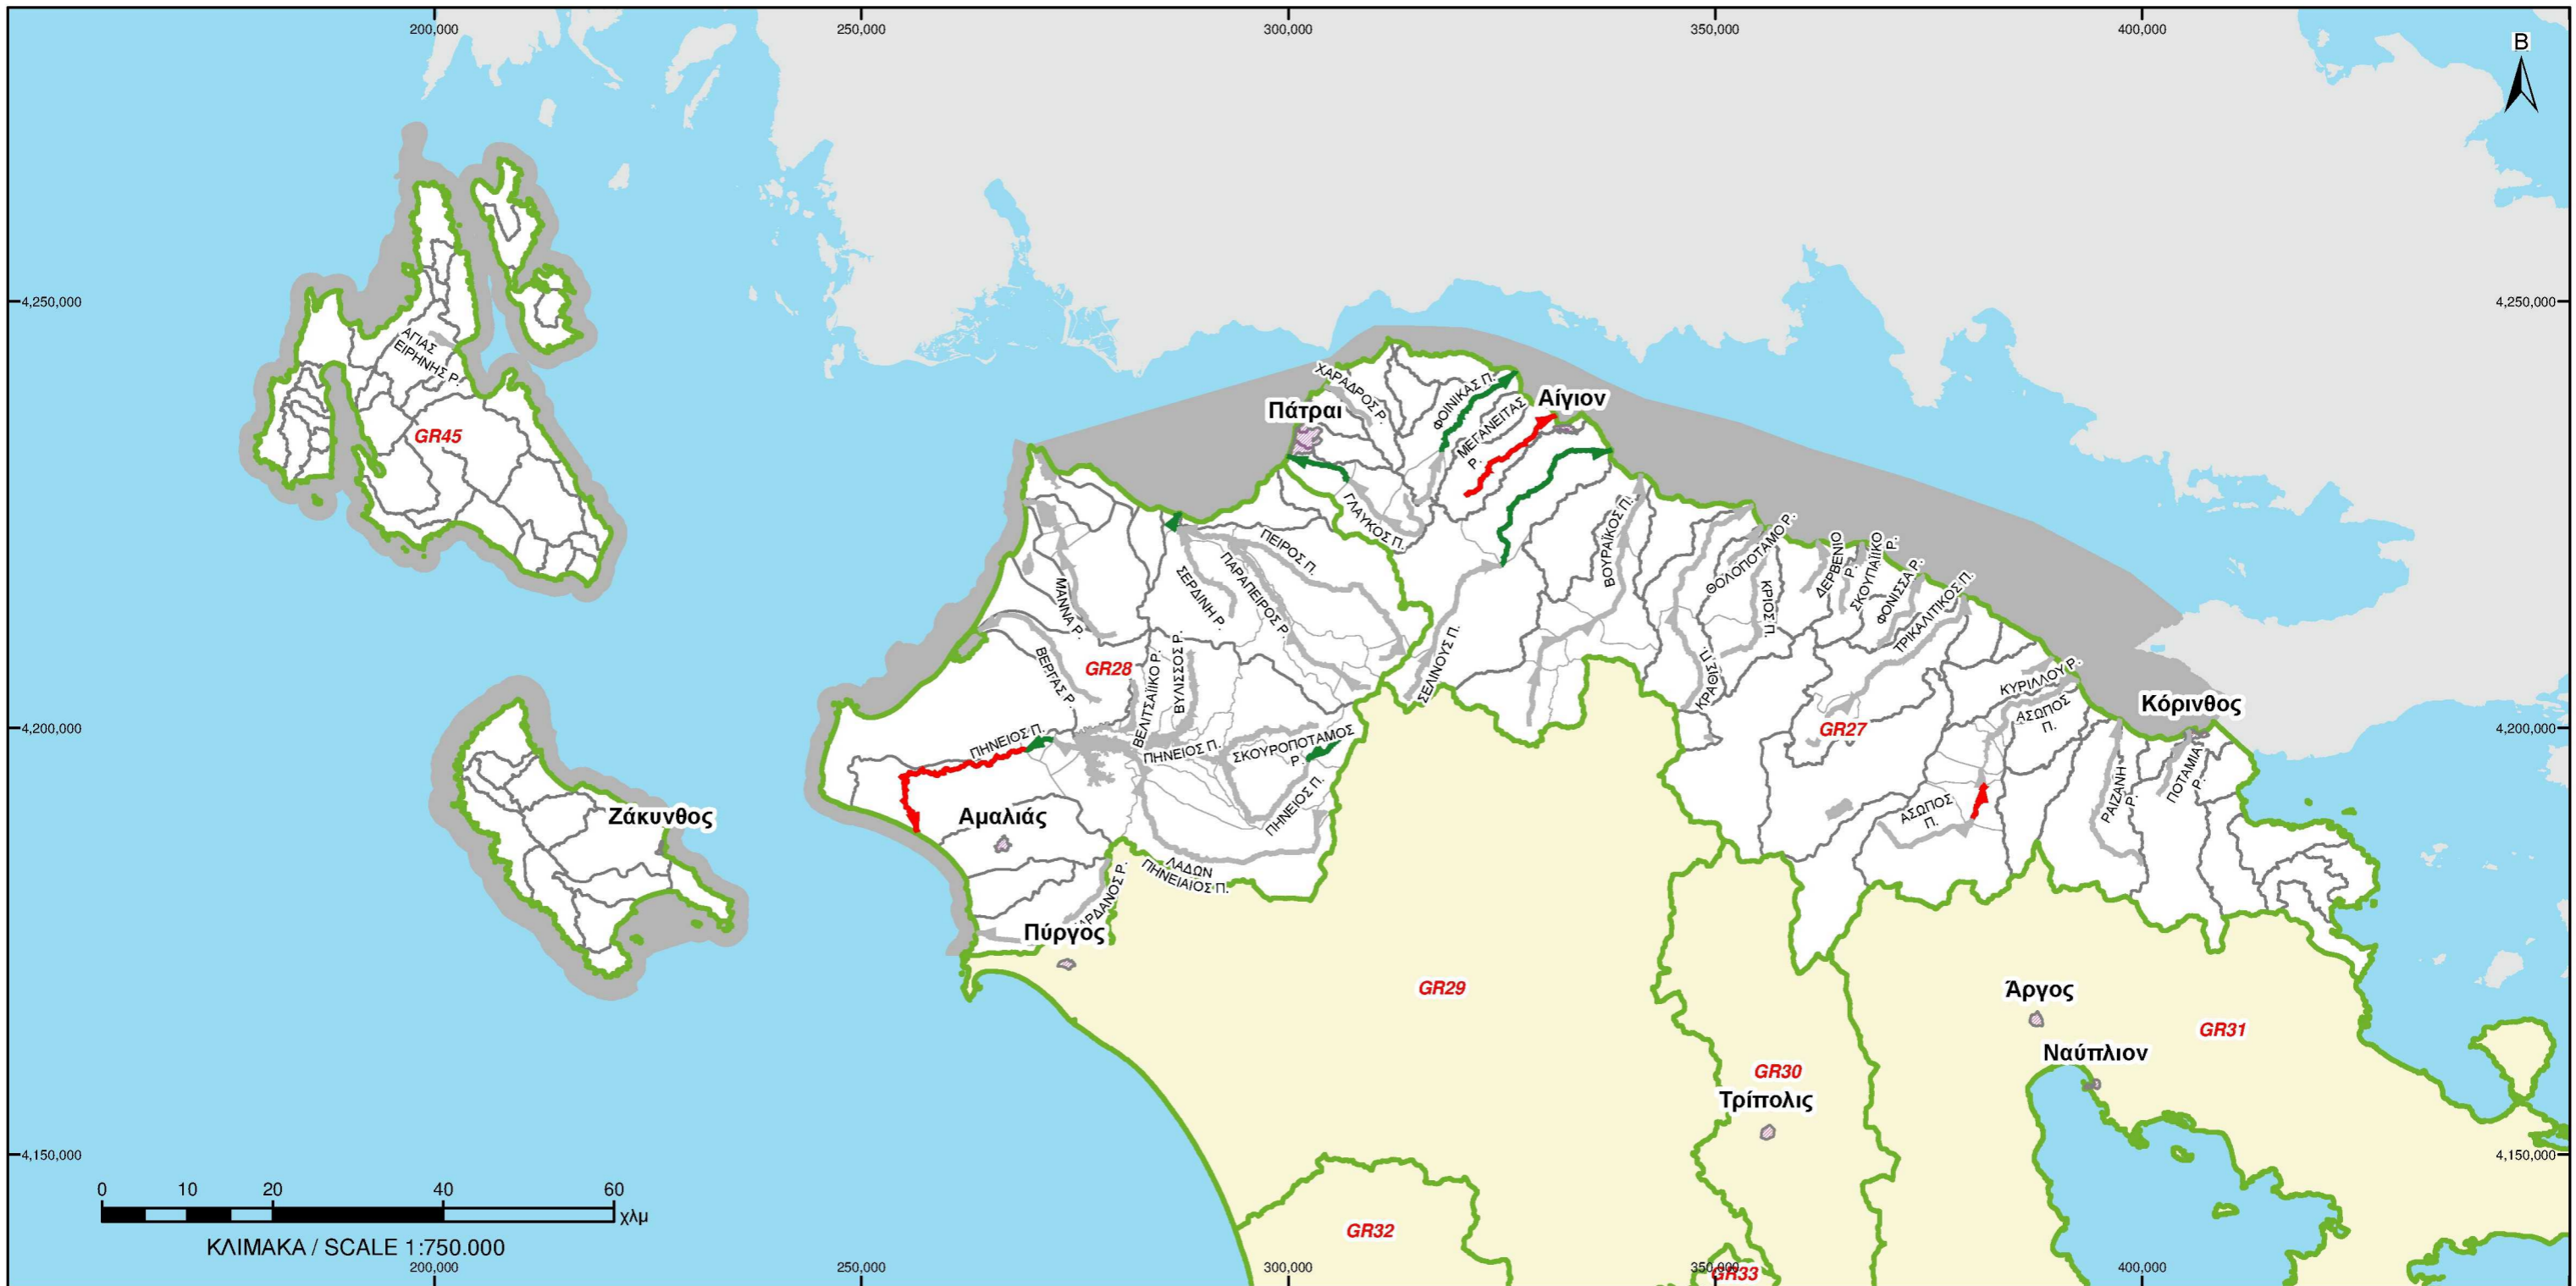 200,000
250,000
300,000
350,000
400,000
Β
4,250,000
4,250,000
ΑΓΙΑΣ
ΕΙΡΗΝΗΣ Ρ.
GR45
ΧΑΡΑΔΡΟΣ Ρ.
Πάτραι
ΦΟΙΝΙΚΑΣ Π.
ΜΕΓΑΝΕΙΤΑΣ
Ρ.
Αίγιον
ΓΛΑΥΚΟΣ Π.
ΠΕΙΡΟΣ Π.
ΠΑΡΑΠΕΙΡΟΣ Ρ.
ΣΕΡΔΙΝΗ Ρ.
ΜΑΝΝΑ Ρ.
ΒΟΥΡΑΪΚΟΣ Π.
ΘΟΛΟΠΟΤΑΜΟ Ρ.
ΚΡΙΟΣ Π.
ΔΕΡΒΕΝΙΟ
Ρ.
ΣΚΟΥΠΑΙΙΚΟ
Ρ.
ΦΟΝΙΣΣΑ Ρ.
ΤΡΙΚΑΛΙΤΙΚΟΣ Π.
ΣΕΛΙΝΟΥΣ Π.
ΚΡΑΘΙΣ Π.
ΒΕΡΓΑΣ Ρ.
GR28
ΒΕΛΙΤΣΑΙΙΚΟ Ρ.
ΒΥΛΙΣΣΟΣ Ρ.
ΚΥΡΙΛΛΟΥ Ρ.
ΑΣΩΠΟΣ
Π.
Κόρινθος
4,200,000
4,200,000
GR27
ΠΗΝΕΙΟΣ Π.
ΠΗΝΕΙΟΣ Π.
ΣΚΟΥΡΟΠΟΤΑΜΟΣ
Ρ.
ΠΗΝΕΙΟΣ Π.
ΑΣΩΠΟΣ
Π.
ΡΑΙΖΑΝΗ
Ρ.
ΠΟΤΑΜΙΑ
Ρ.
Ζάκυνθος
Αμαλιάς
ΛΑΔΩΝ
ΠΗΝΕΙΑΙΟΣ Π.
ΑΡΔΑΝΟΣ Ρ.
Πύργος
GR29
Άργος
GR31
Ναύπλιον
GR30
Τρίπολις
4,150,000
4,150,000
0 10 20 40 60
χλμ
ΚΛΙΜΑΚΑ / SCALE 1:750.000
GR32
GR33
200,000
250,000
300,000
350,000
400,000